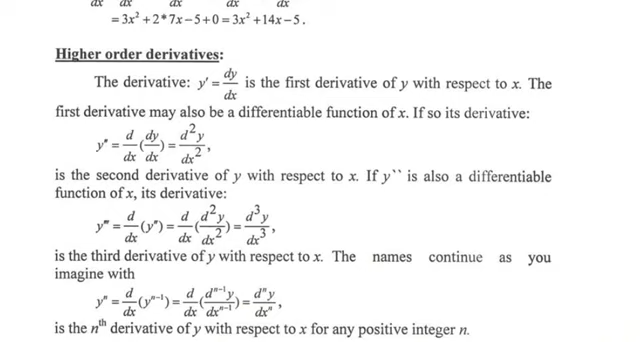 dx dx dx dx dx
= 3x² + 2*7x − 5 + 0 = 3x² + 14x − 5 .
Higher order derivatives:
The derivative: y′ = dy/dx is the first derivative of y with respect to x. The
first derivative may also be a differentiable function of x. If so its derivative:
y″ = d/dx (dy/dx) = d²y/dx² ,
is the second derivative of y with respect to x. If y`` is also a differentiable
function of x, its derivative:
y‴ = d/dx (y″) = d/dx (d²y/dx²) = d³y/dx³ ,
is the third derivative of y with respect to x. The names continue as you
imagine with
yⁿ = d/dx (yⁿ⁻¹) = d/dx (dⁿ⁻¹y/dxⁿ⁻¹) = dⁿy/dxⁿ ,
is the nᵗʰ derivative of y with respect to x for any positive integer n.